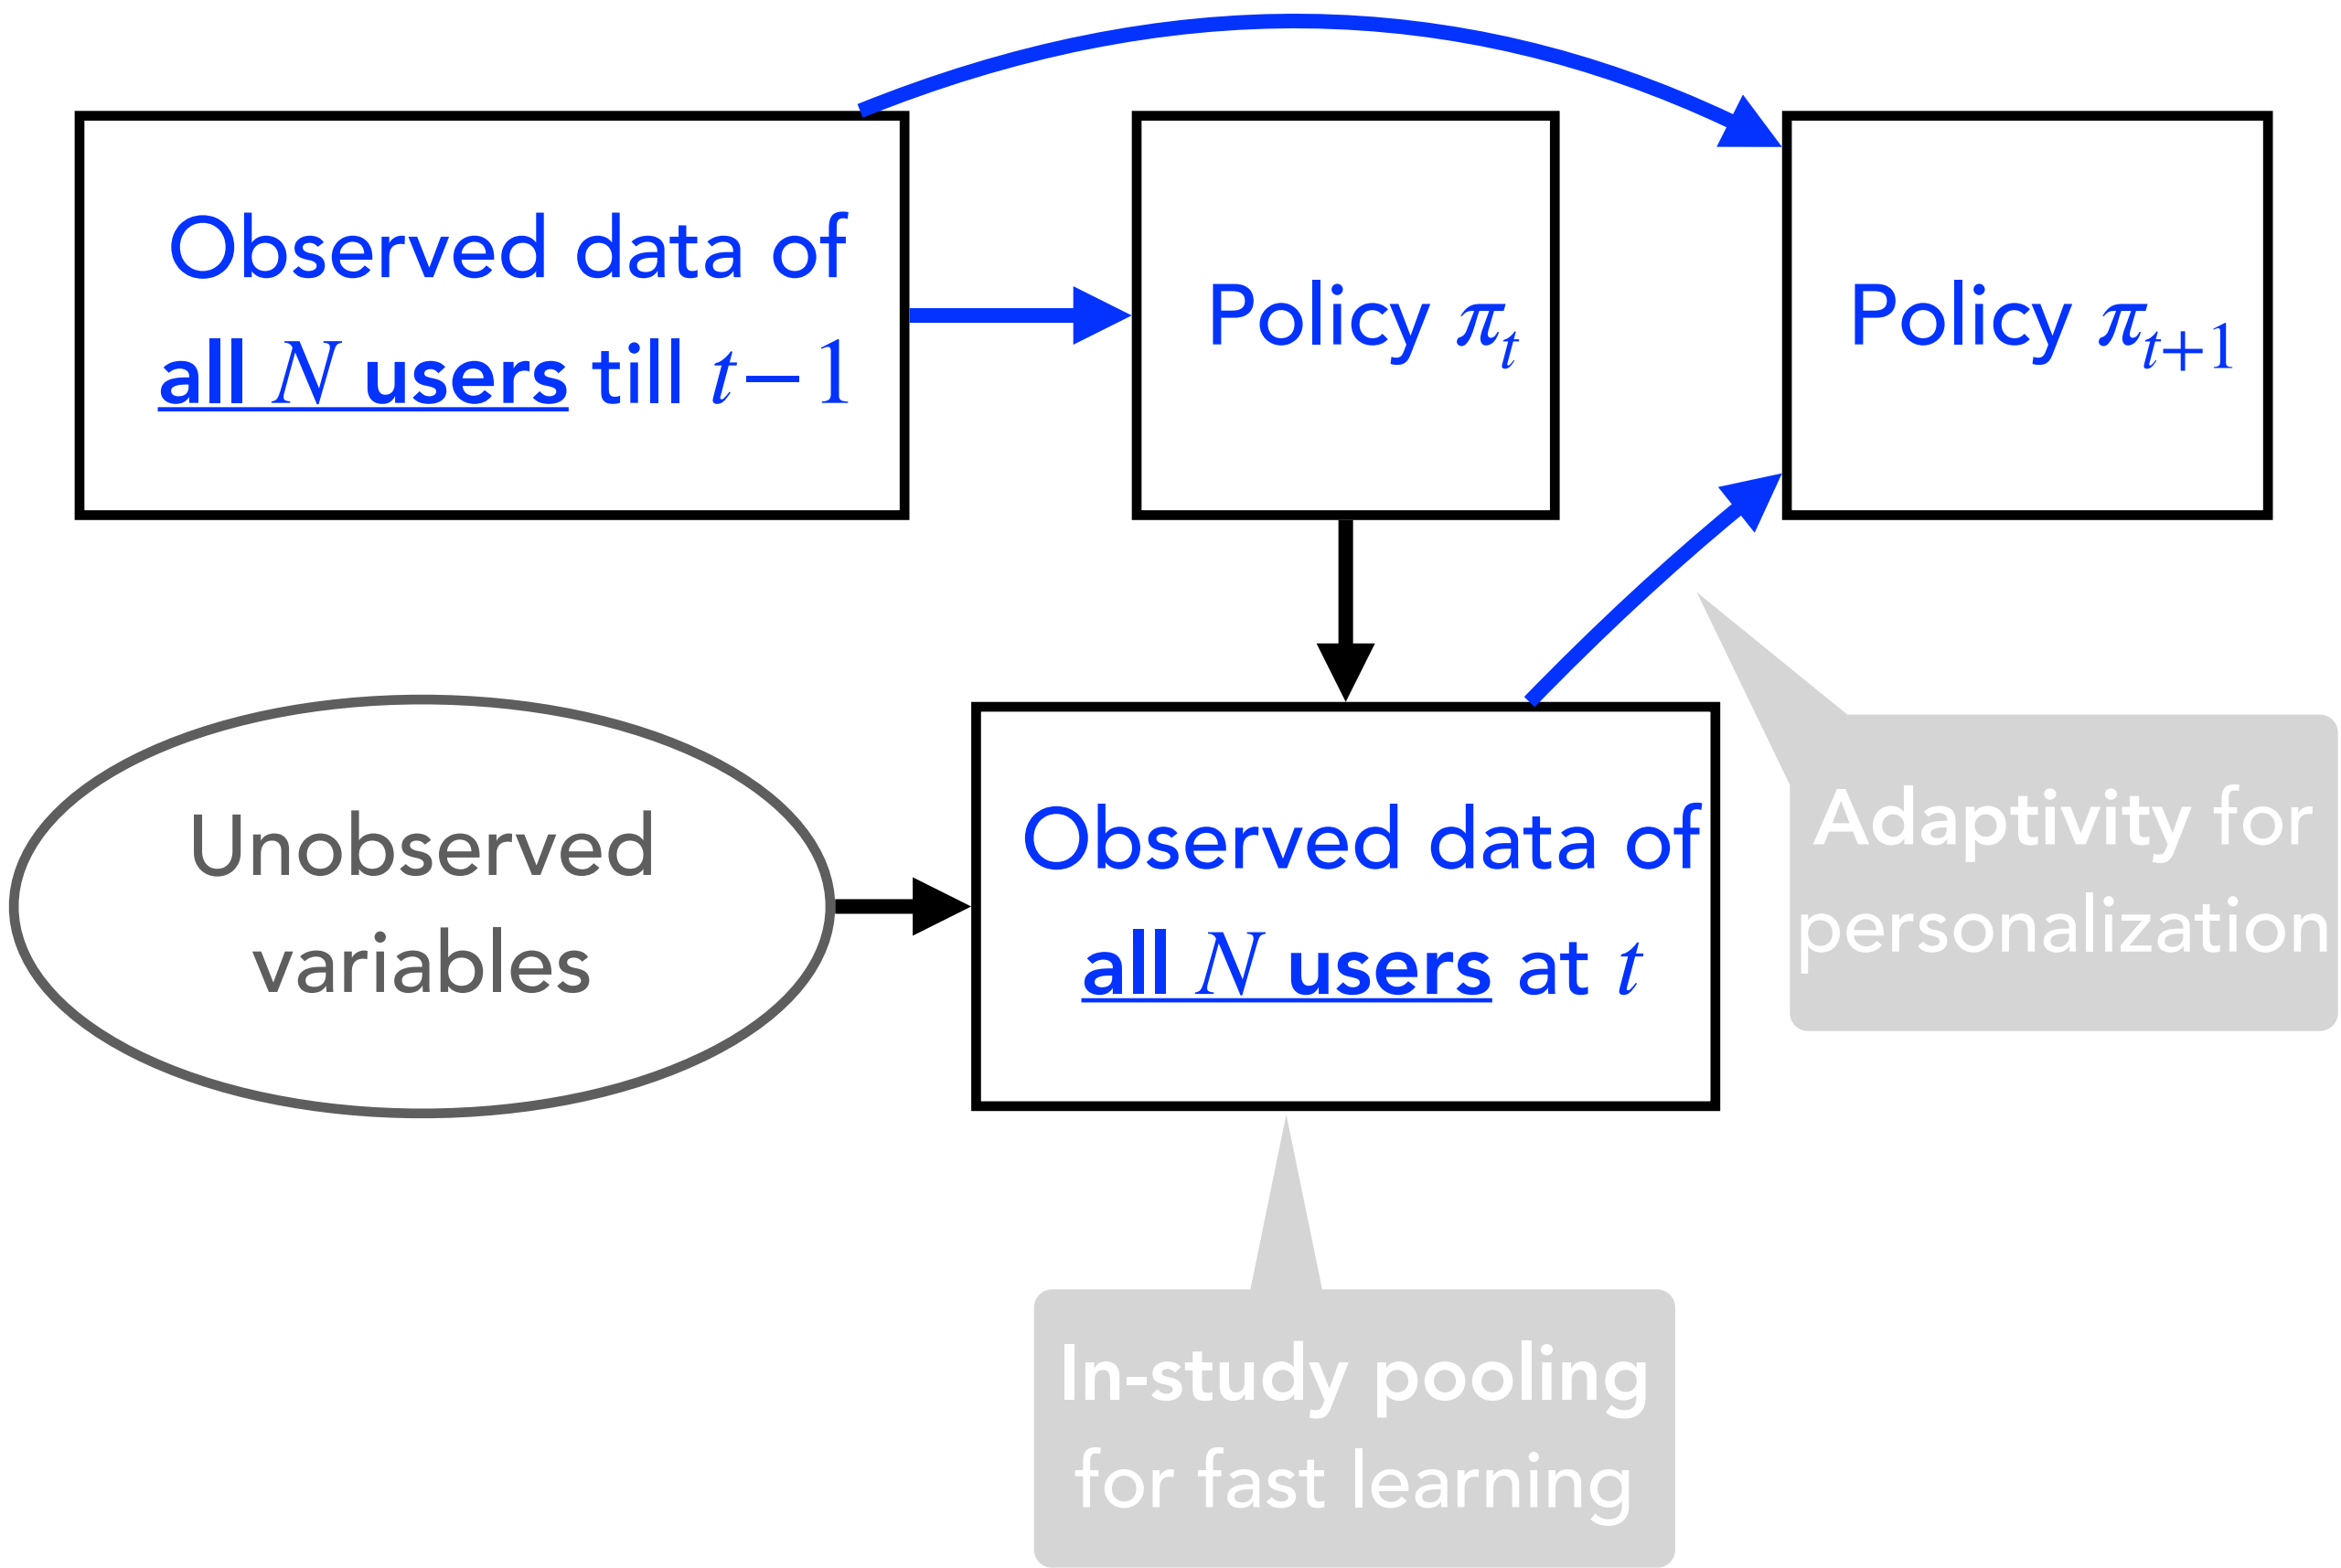 Observed data of
all N users till t−1
Policy π_t
Policy π_{t+1}
Unobserved
variables
Observed data of
all N users at t
Adaptivity for
personalization
In-study pooling
for fast learning